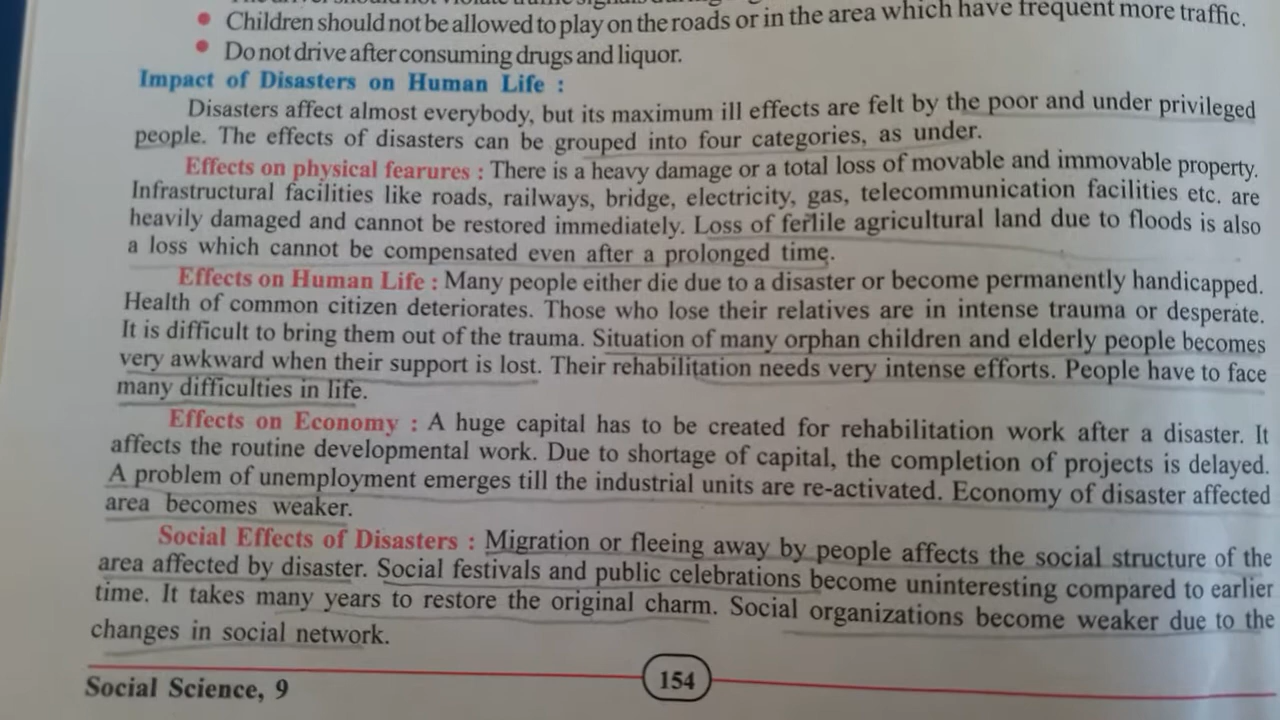 ● Children should not be allowed to play on the roads or in the area which have frequent more traffic.
● Do not drive after consuming drugs and liquor.
Impact of Disasters on Human Life :
Disasters affect almost everybody, but its maximum ill effects are felt by the poor and under privileged
people. The effects of disasters can be grouped into four categories, as under.
Effects on physical fearures : There is a heavy damage or a total loss of movable and immovable property.
Infrastructural facilities like roads, railways, bridge, electricity, gas, telecommunication facilities etc. are
heavily damaged and cannot be restored immediately. Loss of ferlile agricultural land due to floods is also
a loss which cannot be compensated even after a prolonged time.
Effects on Human Life : Many people either die due to a disaster or become permanently handicapped.
Health of common citizen deteriorates. Those who lose their relatives are in intense trauma or desperate.
It is difficult to bring them out of the trauma. Situation of many orphan children and elderly people becomes
very awkward when their support is lost. Their rehabilitation needs very intense efforts. People have to face
many difficulties in life.
Effects on Economy : A huge capital has to be created for rehabilitation work after a disaster. It
affects the routine developmental work. Due to shortage of capital, the completion of projects is delayed.
A problem of unemployment emerges till the industrial units are re-activated. Economy of disaster affected
area becomes weaker.
Social Effects of Disasters : Migration or fleeing away by people affects the social structure of the
area affected by disaster. Social festivals and public celebrations become uninteresting compared to earlier
time. It takes many years to restore the original charm. Social organizations become weaker due to the
changes in social network.
154
Social Science, 9